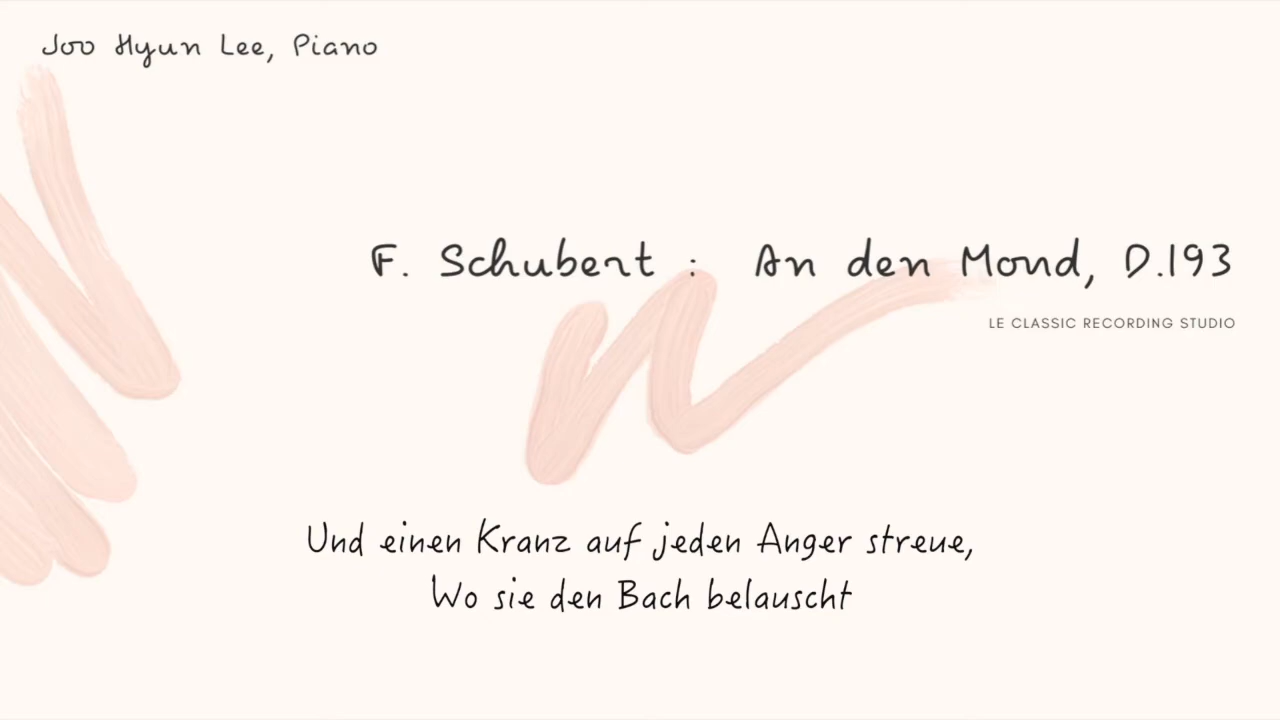 Joo Hyun Lee, Piano
F. Schubert : An den Mond, D.193
LE CLASSIC RECORDING STUDIO
Und einen Kranz auf jeden Anger streue,
Wo sie den Bach belauscht